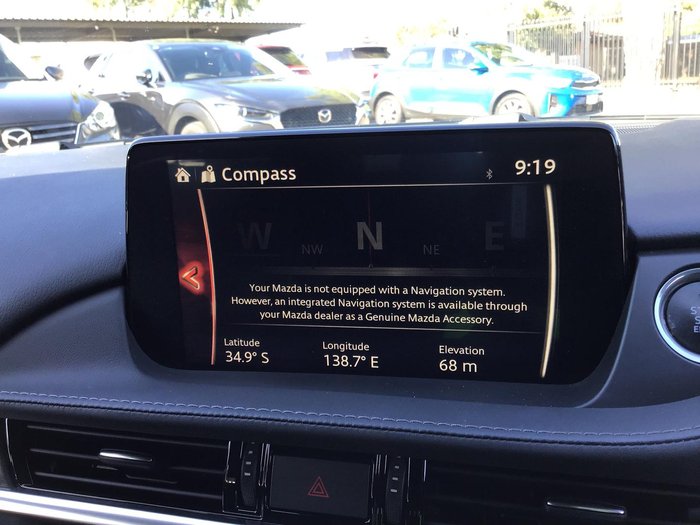 Compass
9:19
W NW N NE E
Your Mazda is not equipped with a Navigation system.
However, an integrated Navigation system is available through
your Mazda dealer as a Genuine Mazda Accessory.
Latitude Longitude Elevation
34.9° S 138.7° E 68 m